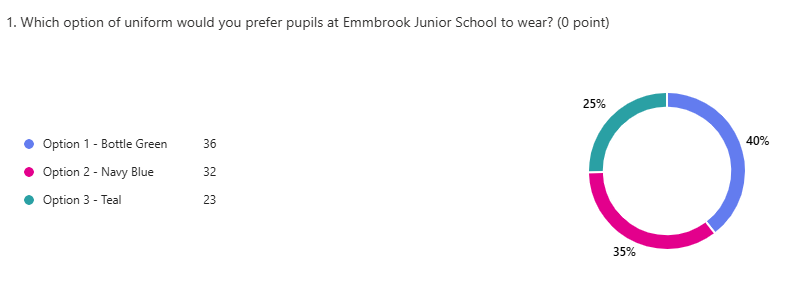 1. Which option of uniform would you prefer pupils at Emmbrook Junior School to wear? (0 point)
Option 1 - Bottle Green 36
Option 2 - Navy Blue 32
Option 3 - Teal 23
25%
40%
35%